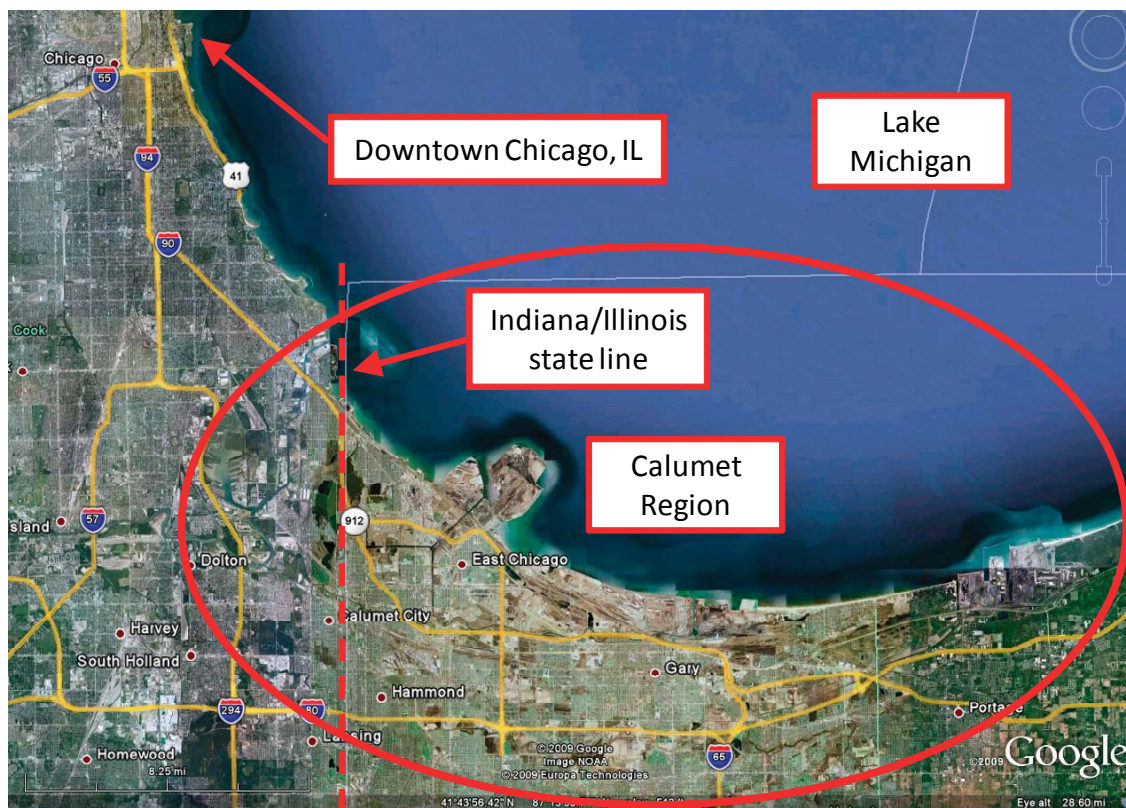 Chicago
55
Downtown Chicago, IL
Lake
Michigan
94
41
90
Indiana/Illinois
state line
Cook
Calumet
Region
57
912
Dolton
East Chicago
Calumet City
Harvey
South Holland
Gary
Hammond
294
80
Portage
Lansing
65
Homewood
8.25 mi
© 2009 Google
Image NOAA
© 2009 Europa Technologies
©2009 Google
41°43'56.42" N
Eye alt 28.60 mi